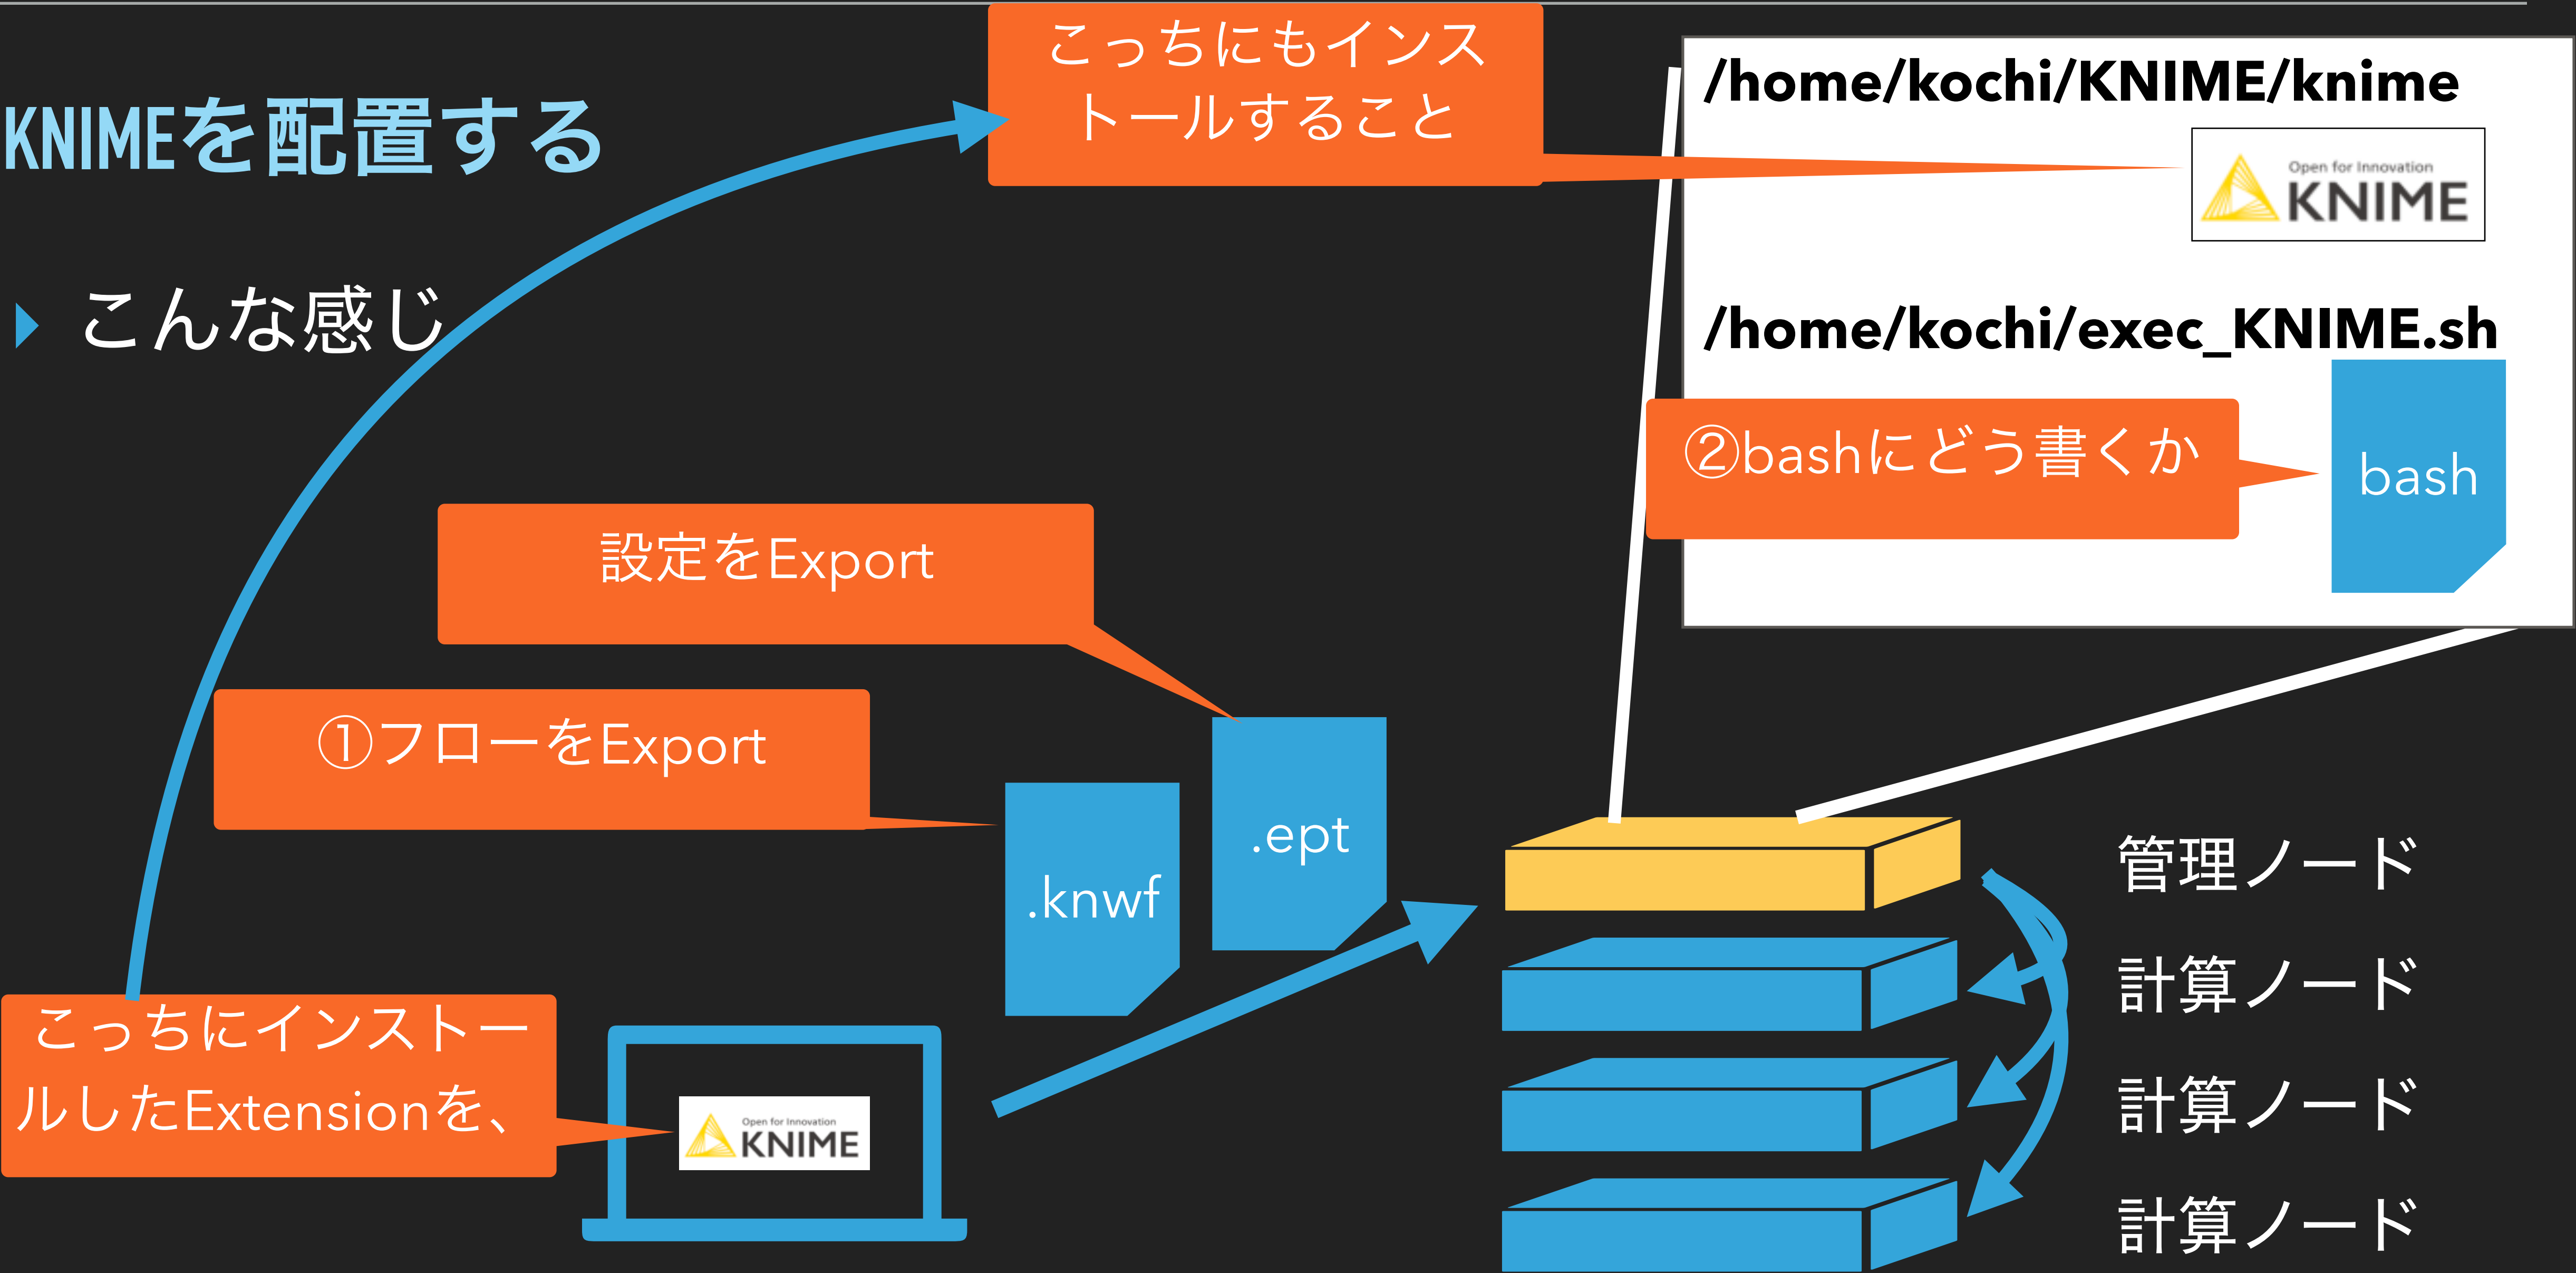 KNIMEを配置する
こんな感じ
こっちにもインス
トールすること
/home/kochi/KNIME/knime
Open for Innovation
KNIME
/home/kochi/exec_KNIME.sh
②bashにどう書くか
bash
設定をExport
①フローをExport
.ept
.knwf
こっちにインストー
ルしたExtensionを、
Open for Innovation
KNIME
管理ノード
計算ノード
計算ノード
計算ノード